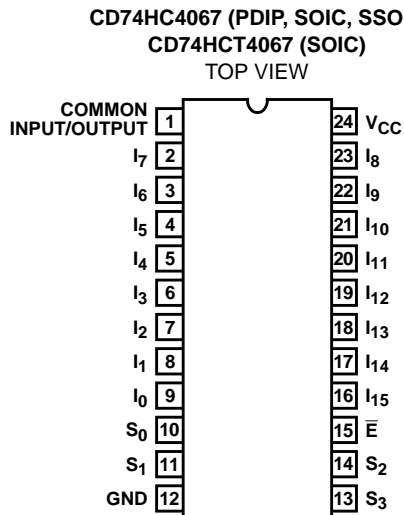 CD74HC4067 (PDIP, SOIC, SSO
CD74HCT4067 (SOIC)
TOP VIEW
COMMON
INPUT/OUTPUT 1 24 VCC
I7 2 23 I8
I6 3 22 I9
I5 4 21 I10
I4 5 20 I11
I3 6 19 I12
I2 7 18 I13
I1 8 17 I14
I0 9 16 I15
S0 10 15 E̅
S1 11 14 S2
GND 12 13 S3